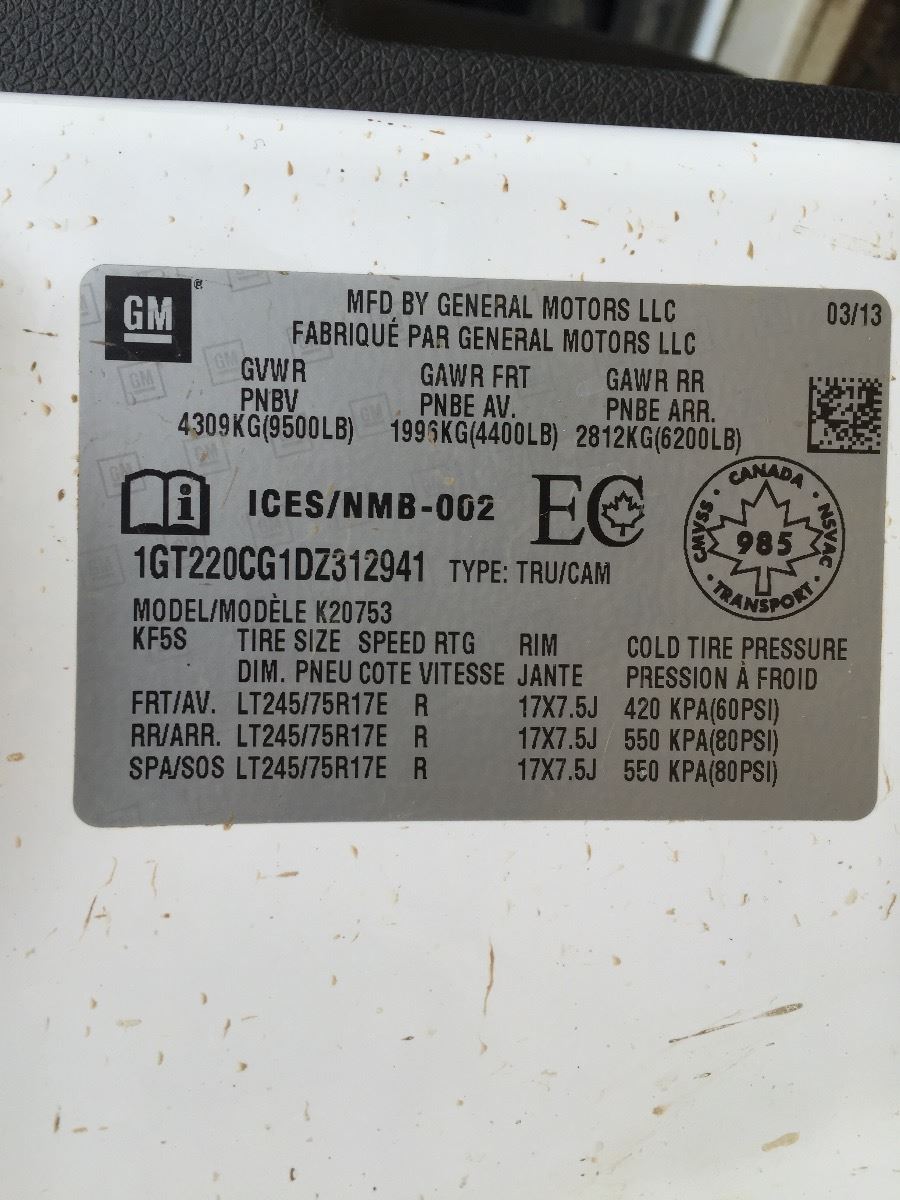 GM ®
MFD BY GENERAL MOTORS LLC 03/13
FABRIQUÉ PAR GENERAL MOTORS LLC
GVWR GAWR FRT GAWR RR
PNBV PNBE AV. PNBE ARR.
4309KG(9500LB) 1996KG(4400LB) 2812KG(6200LB)
i ICES/NMB-002 EC
CANADA
CMVSS 985 NSVAC
TRANSPORT
1GT220CG1DZ312941 TYPE: TRU/CAM
MODEL/MODÈLE K20753
KF5S TIRE SIZE SPEED RTG RIM COLD TIRE PRESSURE
DIM. PNEU COTE VITESSE JANTE PRESSION À FROID
FRT/AV. LT245/75R17E R 17X7.5J 420 KPA(60PSI)
RR/ARR. LT245/75R17E R 17X7.5J 550 KPA(80PSI)
SPA/SOS LT245/75R17E R 17X7.5J 550 KPA(80PSI)